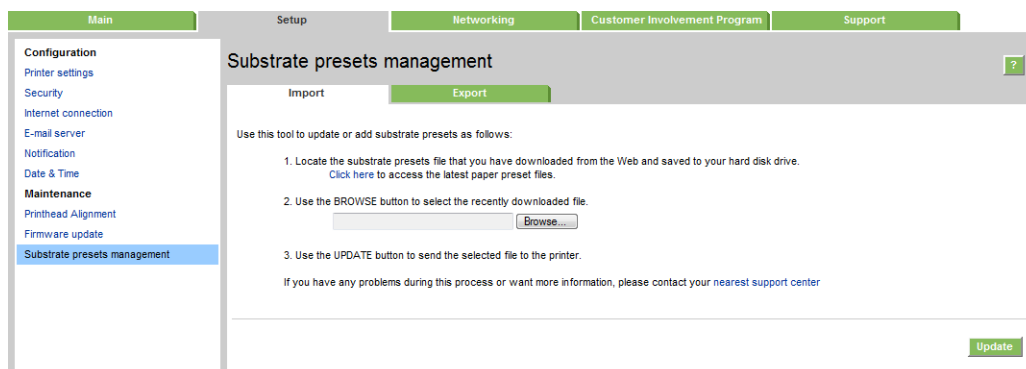 Main
Setup
Networking
Customer Involvement Program
Support
Configuration
Printer settings
Security
Internet connection
E-mail server
Notification
Date & Time
Maintenance
Printhead Alignment
Firmware update
Substrate presets management
Substrate presets management
?
Import
Export
Use this tool to update or add substrate presets as follows:
1. Locate the substrate presets file that you have downloaded from the Web and saved to your hard disk drive.
Click here to access the latest paper preset files.
2. Use the BROWSE button to select the recently downloaded file.
Browse...
3. Use the UPDATE button to send the selected file to the printer.
If you have any problems during this process or want more information, please contact your nearest support center
Update